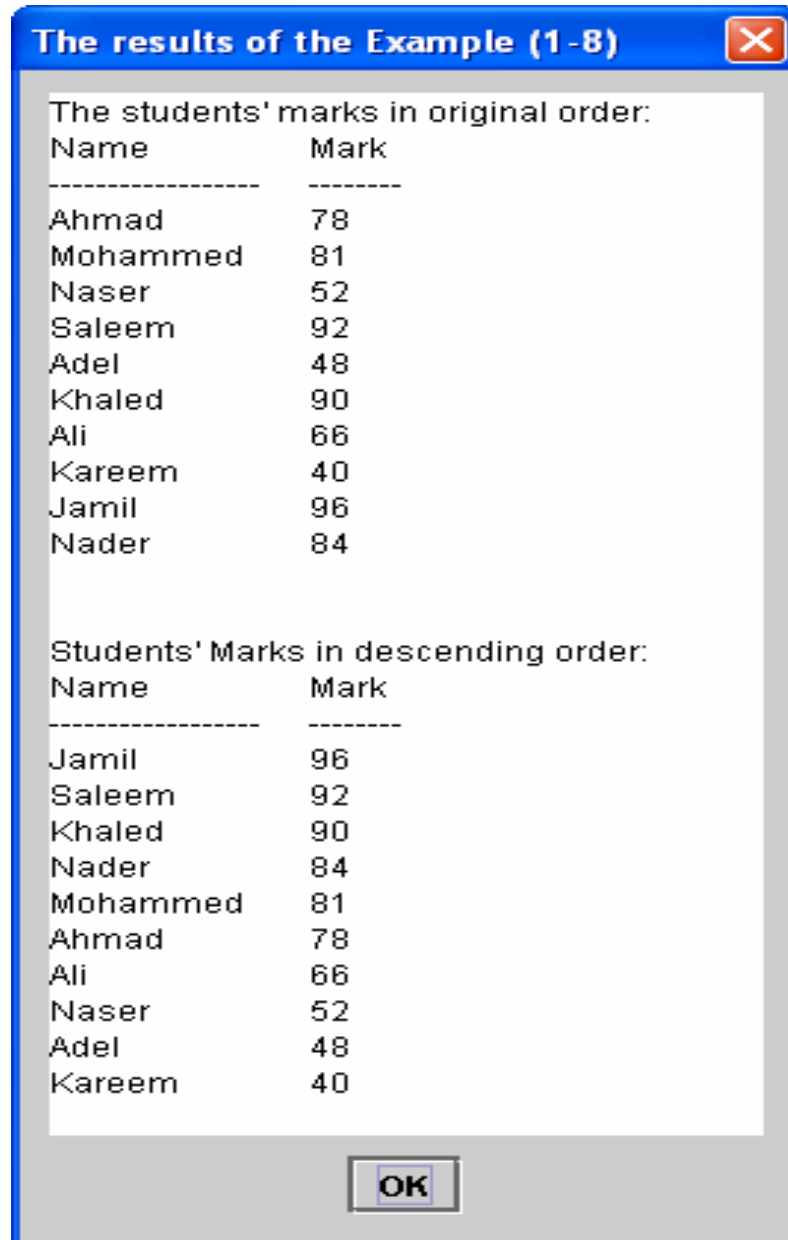 The results of the Example (1-8)
The students' marks in original order:
Name Mark
------------------ --------
Ahmad 78
Mohammed 81
Naser 52
Saleem 92
Adel 48
Khaled 90
Ali 66
Kareem 40
Jamil 96
Nader 84
Students' Marks in descending order:
Name Mark
------------------ --------
Jamil 96
Saleem 92
Khaled 90
Nader 84
Mohammed 81
Ahmad 78
Ali 66
Naser 52
Adel 48
Kareem 40
OK